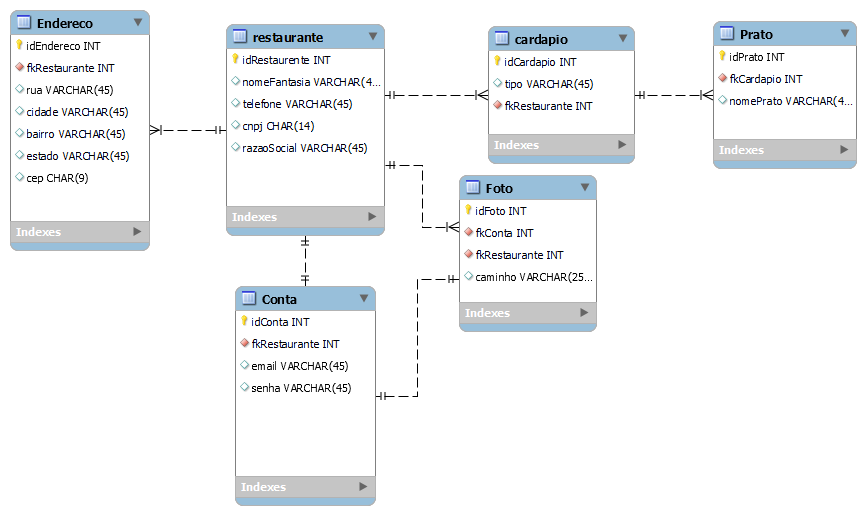 Endereco
idEndereco INT
fkRestaurante INT
rua VARCHAR(45)
cidade VARCHAR(45)
bairro VARCHAR(45)
estado VARCHAR(45)
cep CHAR(9)
Indexes
restaurante
idRestaurente INT
nomeFantasia VARCHAR(4...
telefone VARCHAR(45)
cnpj CHAR(14)
razaoSocial VARCHAR(45)
Indexes
cardapio
idCardapio INT
tipo VARCHAR(45)
fkRestaurante INT
Indexes
Prato
idPrato INT
fkCardapio INT
nomePrato VARCHAR(4...
Indexes
Foto
idFoto INT
fkConta INT
fkRestaurante INT
caminho VARCHAR(25...
Indexes
Conta
idConta INT
fkRestaurante INT
email VARCHAR(45)
senha VARCHAR(45)
Indexes